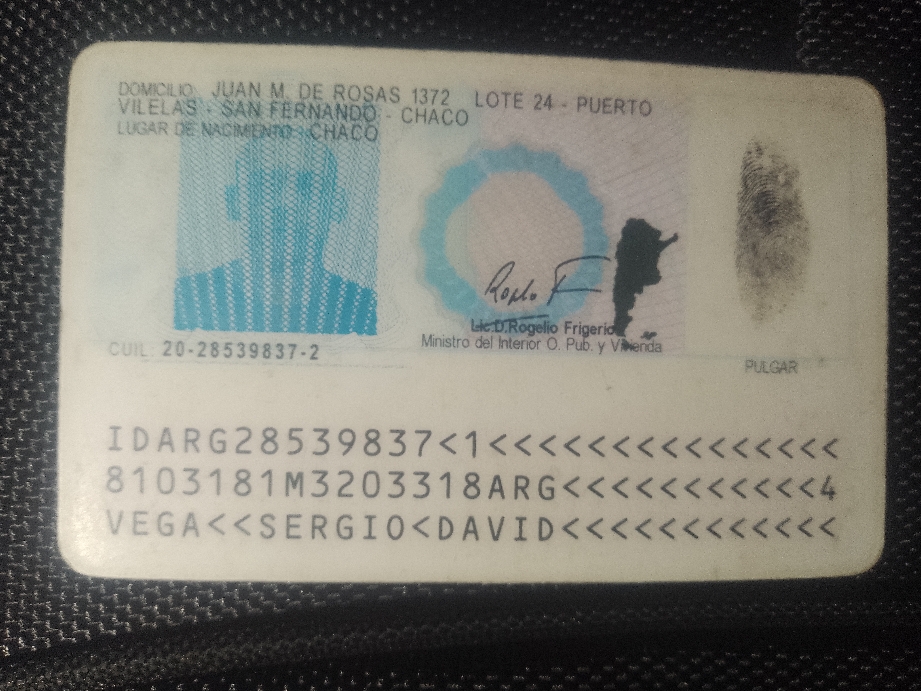 DOMICILIO: JUAN M. DE ROSAS 1372 LOTE 24 - PUERTO
VILELAS - SAN FERNANDO - CHACO
LUGAR DE NACIMIENTO: CHACO
Lic.D.Rogelio Frigerio
Ministro del Interior O. Pub. y Vivienda
CUIL: 20-28539837-2
PULGAR
IDARG28539837<1<<<<<<<<<<<<<<<
8103181M3203318ARG<<<<<<<<<<<4
VEGA<<SERGIO<DAVID<<<<<<<<<<<<